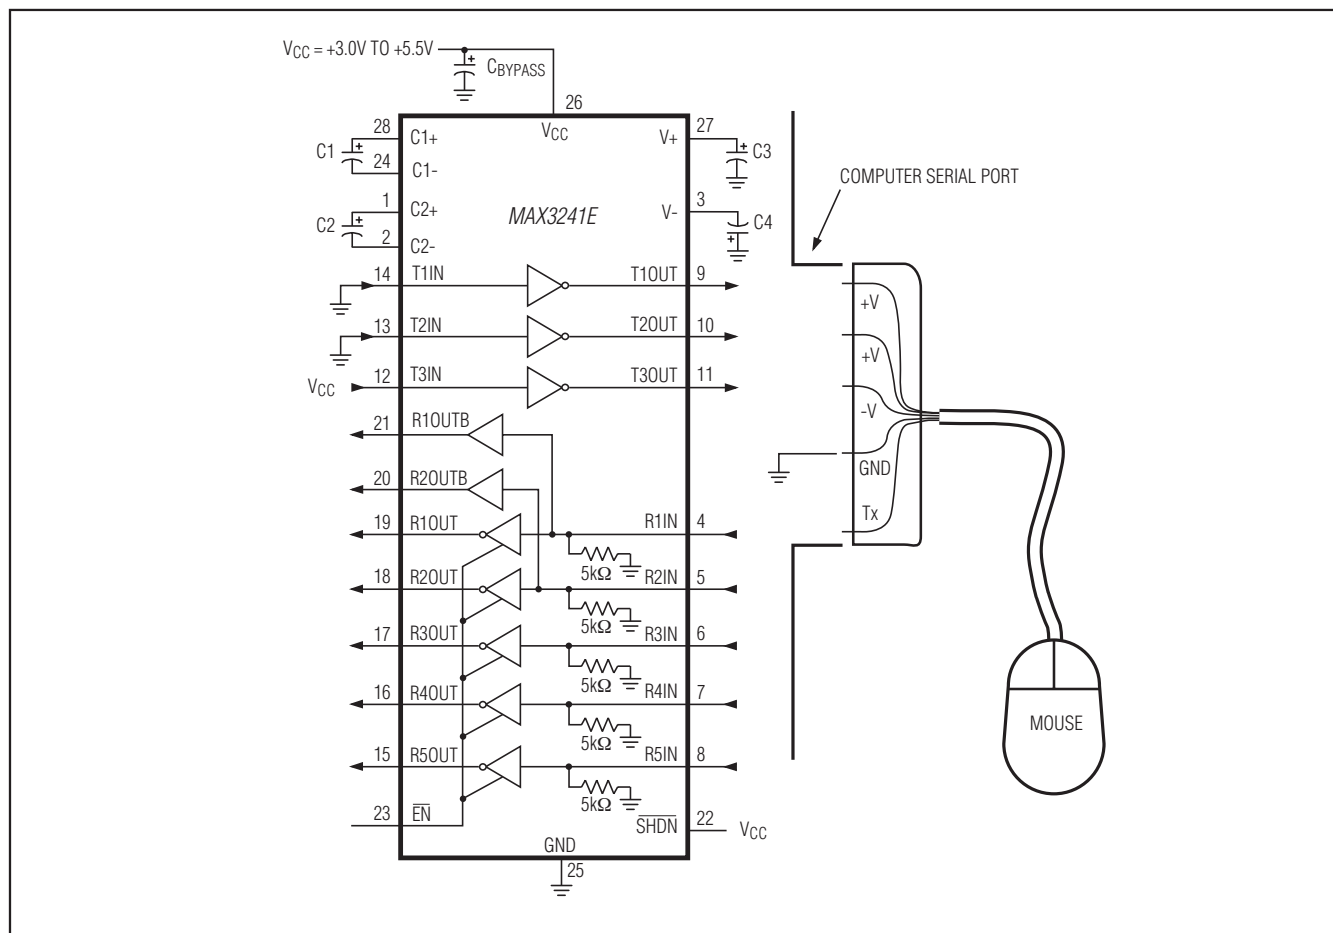 VCC = +3.0V TO +5.5V
CBYPASS
26
VCC
28
C1+
C1
24
C1-
1
C2+
C2
2
C2-
MAX3241E
27
V+
C3
3
V-
C4
COMPUTER SERIAL PORT
14
T1IN
T1OUT
9
13
T2IN
T2OUT
10
VCC
12
T3IN
T3OUT
11
21
R1OUTB
20
R2OUTB
19
R1OUT
R1IN
4
5kΩ
18
R2OUT
R2IN
5
5kΩ
17
R3OUT
R3IN
6
5kΩ
16
R4OUT
R4IN
7
5kΩ
15
R5OUT
R5IN
8
5kΩ
23
EN
SHDN
22
VCC
GND
25
+V
+V
-V
GND
Tx
MOUSE